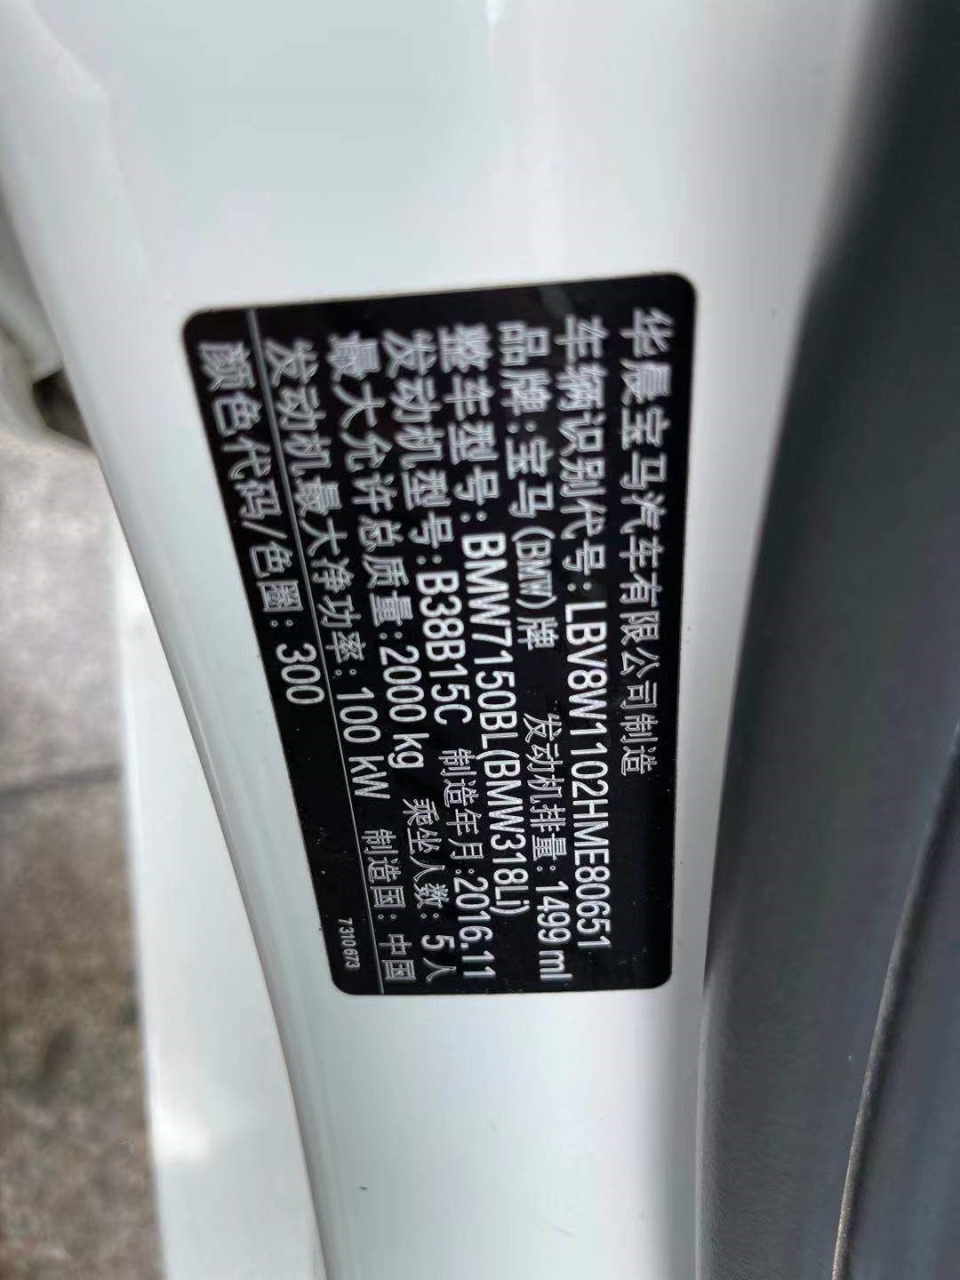 华晨宝马汽车有限公司制造
车辆识别代号:LBV8W1102HME80651
品牌:宝马(BMW)牌 发动机排量:1499 ml
整车型号:BMW7150BL(BMW318Li)
发动机型号:B38B15C 制造年月:2016.11
最大允许总质量:2000 kg 乘坐人数: 5人
发动机最大净功率:100 kW 制造国: 中国
颜色代码/色圈: 300 7310673